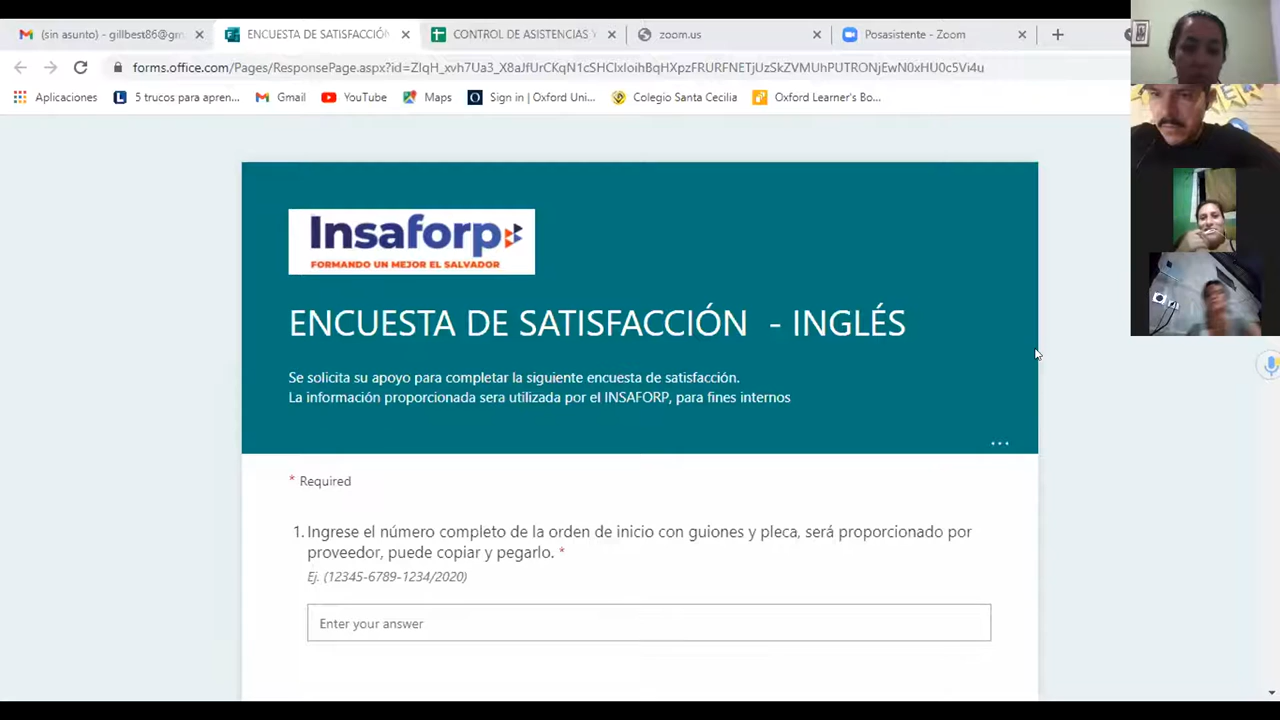 (sin asunto) - gillbest86@gm
ENCUESTA DE SATISFACCIÓN
CONTROL DE ASISTENCIAS Y
zoom.us
Posasistente - Zoom
forms.office.com/Pages/ResponsePage.aspx?id=ZIqH_xvh7Ua3_X8aJfUrCKqN1cSHClxIoihBqHXpzFRURFNETjUzSkZVMUhPUTRONjEwN0xHU0c5Vi4u
Aplicaciones
5 trucos para apren...
Gmail
YouTube
Maps
Sign in | Oxford Uni...
Colegio Santa Cecilia
Oxford Learner's Bo...
Insaforp
FORMANDO UN MEJOR EL SALVADOR
ENCUESTA DE SATISFACCIÓN - INGLÉS
Se solicita su apoyo para completar la siguiente encuesta de satisfacción.
La información proporcionada sera utilizada por el INSAFORP, para fines internos
...
* Required
1. Ingrese el número completo de la orden de inicio con guiones y pleca, será proporcionado por
proveedor, puede copiar y pegarlo. *
Ej. (12345-6789-1234/2020)
Enter your answer